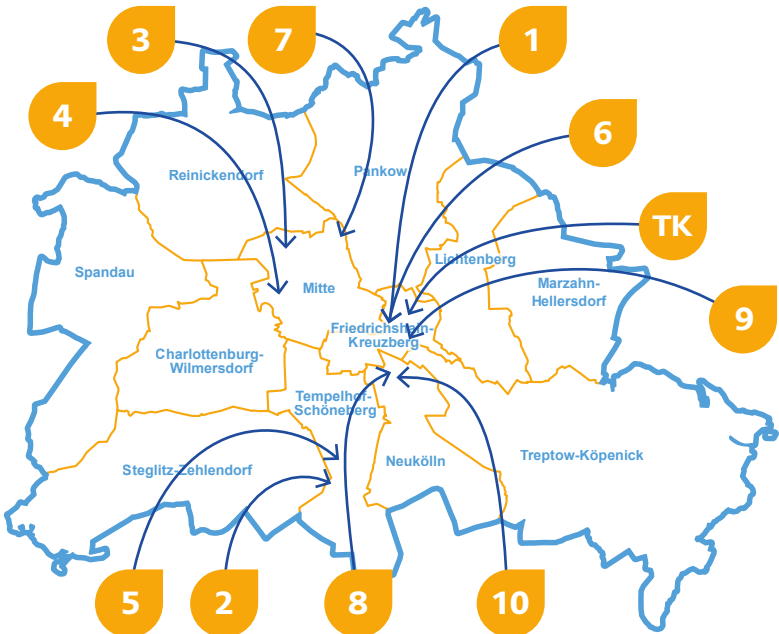 3
7
1
4
6
Reinickendorf
Pankow
TK
Spandau
Lichtenberg
Mitte
Marzahn-
Hellersdorf
9
Friedrichshain-
Kreuzberg
Charlottenburg-
Wilmersdorf
Tempelhof-
Schöneberg
Steglitz-Zehlendorf
Neukölln
Treptow-Köpenick
5
2
8
10